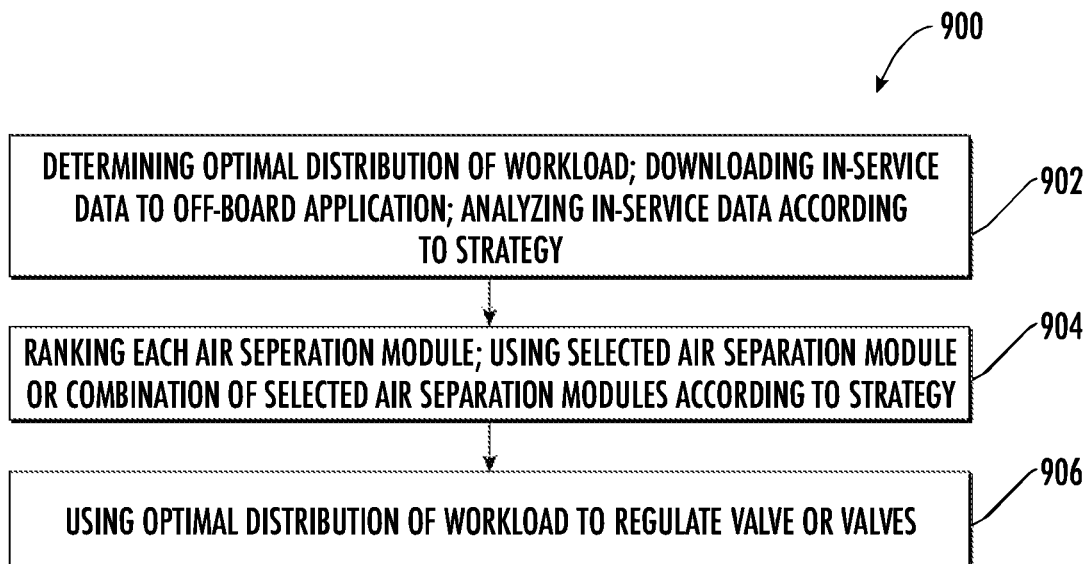 900
DETERMINING OPTIMAL DISTRIBUTION OF WORKLOAD; DOWNLOADING IN-SERVICE
DATA TO OFF-BOARD APPLICATION; ANALYZING IN-SERVICE DATA ACCORDING
TO STRATEGY
902
RANKING EACH AIR SEPERATION MODULE; USING SELECTED AIR SEPARATION MODULE
OR COMBINATION OF SELECTED AIR SEPARATION MODULES ACCORDING TO STRATEGY
904
USING OPTIMAL DISTRIBUTION OF WORKLOAD TO REGULATE VALVE OR VALVES
906